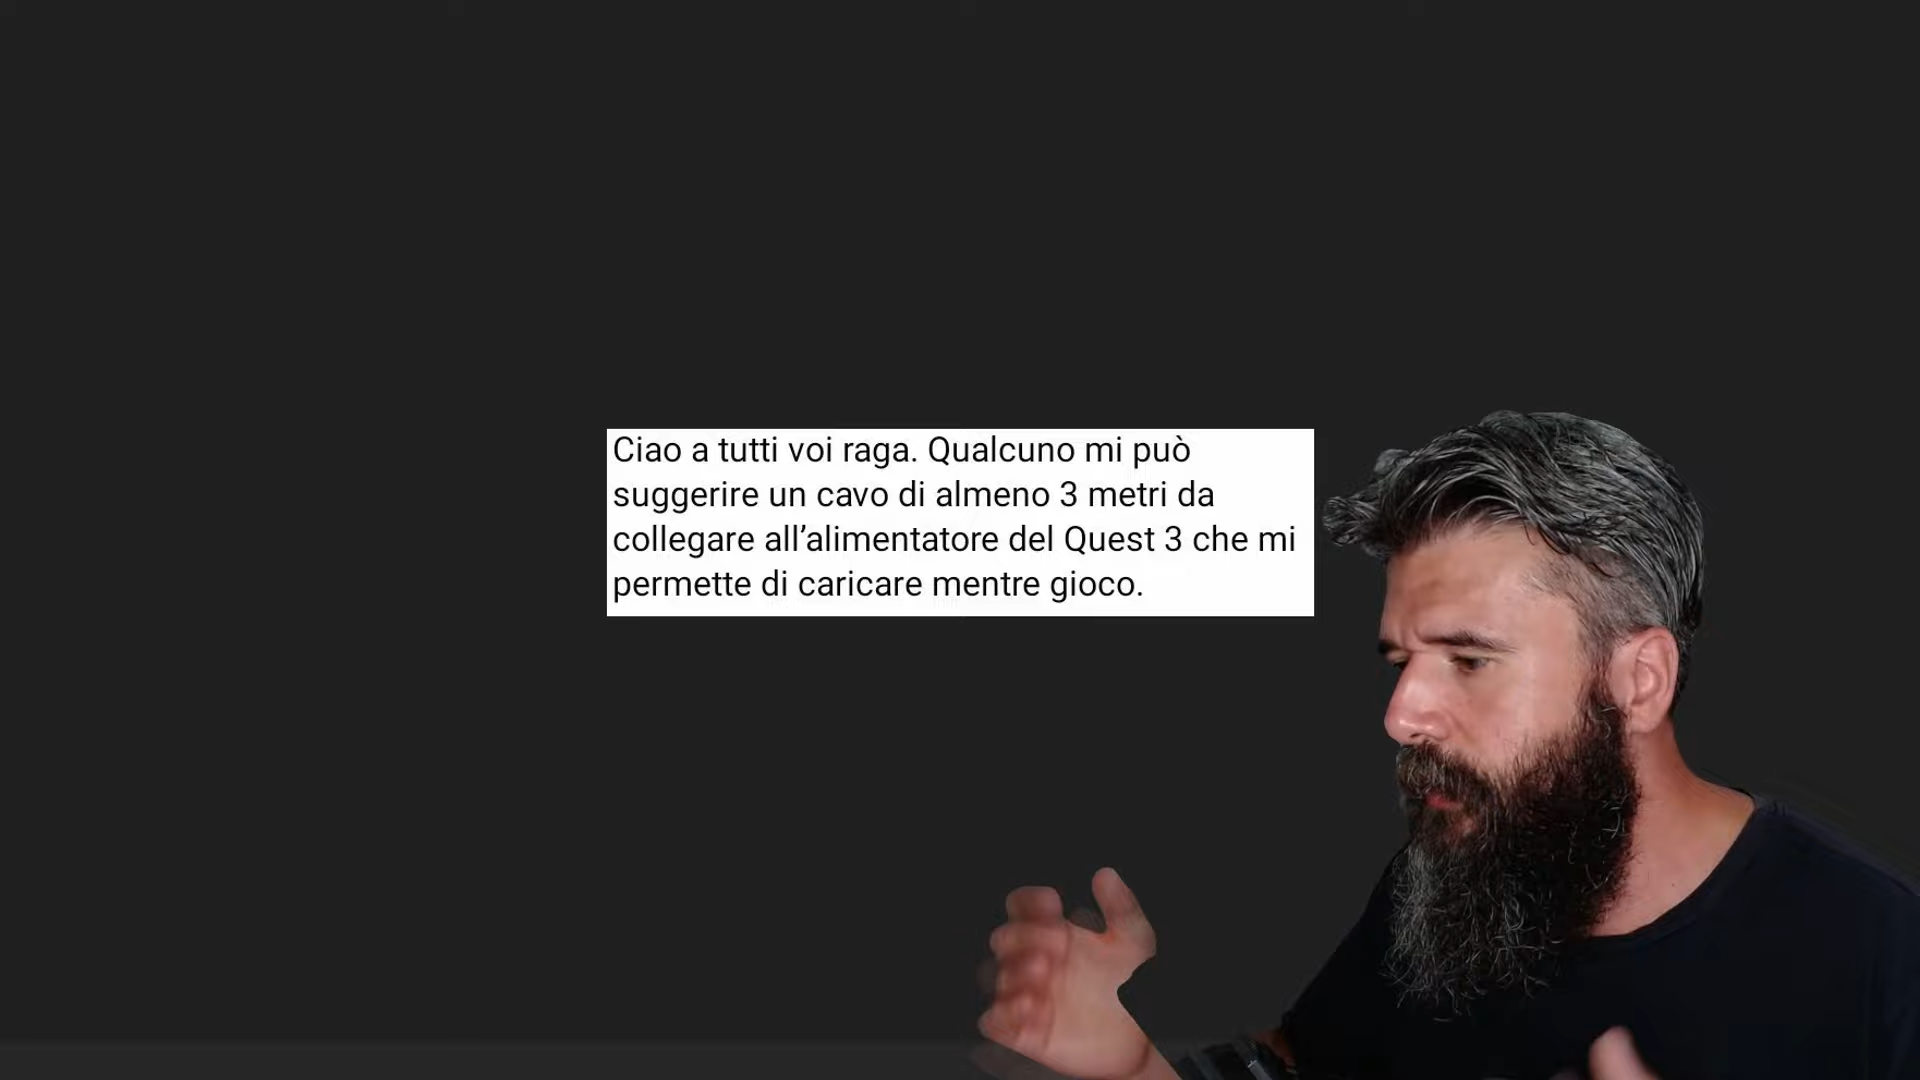 Ciao a tutti voi raga. Qualcuno mi può
suggerire un cavo di almeno 3 metri da
collegare all’alimentatore del Quest 3 che mi
permette di caricare mentre gioco.